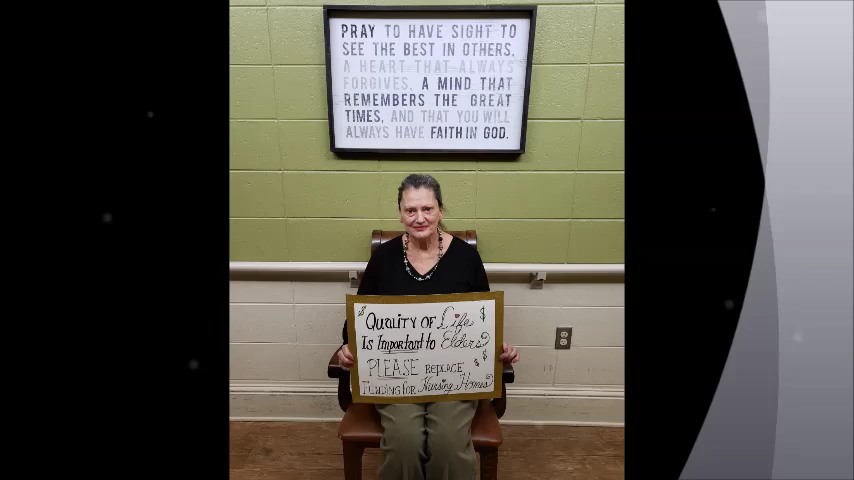 PRAY TO HAVE SIGHT TO
SEE THE BEST IN OTHERS,
A HEART THAT ALWAYS
FORGIVES, A MIND THAT
REMEMBERS THE GREAT
TIMES, AND THAT YOU WILL
ALWAYS HAVE FAITH IN GOD.
$ QUALITY OF Life $
Is Important to Elders
PLEASE REPLACE $ $
FUNDING FOR Nursing Homes